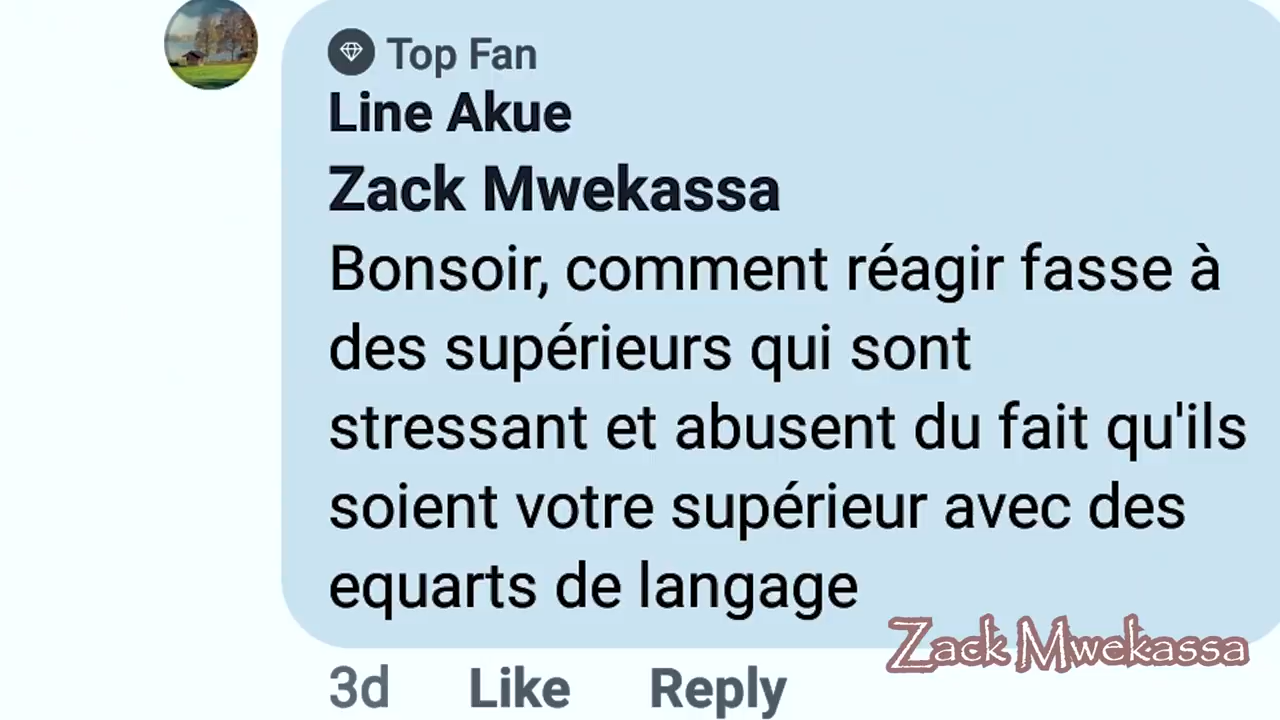 Top Fan
Line Akue
Zack Mwekassa
Bonsoir, comment réagir fasse à
des supérieurs qui sont
stressant et abusent du fait qu'ils
soient votre supérieur avec des
equarts de langage
Zack Mwekassa
3d Like Reply